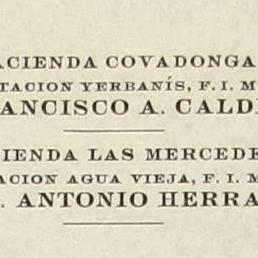 ACIENDA COVADONGA
TACION YERBANÍS, F. I. M
ANCISCO A. CALD
IENDA LAS MERCEDE
ACION AGUA VIEJA, F. I. M
. ANTONIO HERRA